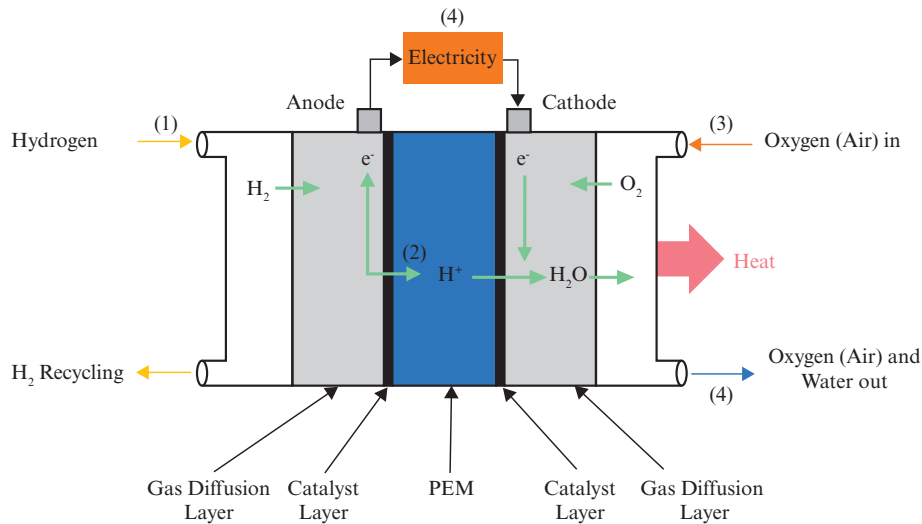 (4)
Electricity
Anode
Cathode
(1)
(3)
Hydrogen
Oxygen (Air) in
e⁻
e⁻
H₂
O₂
(2)
H⁺
H₂O
Heat
H₂ Recycling
Oxygen (Air) and
Water out
(4)
Gas Diffusion
Layer
Catalyst
Layer
PEM
Catalyst
Layer
Gas Diffusion
Layer